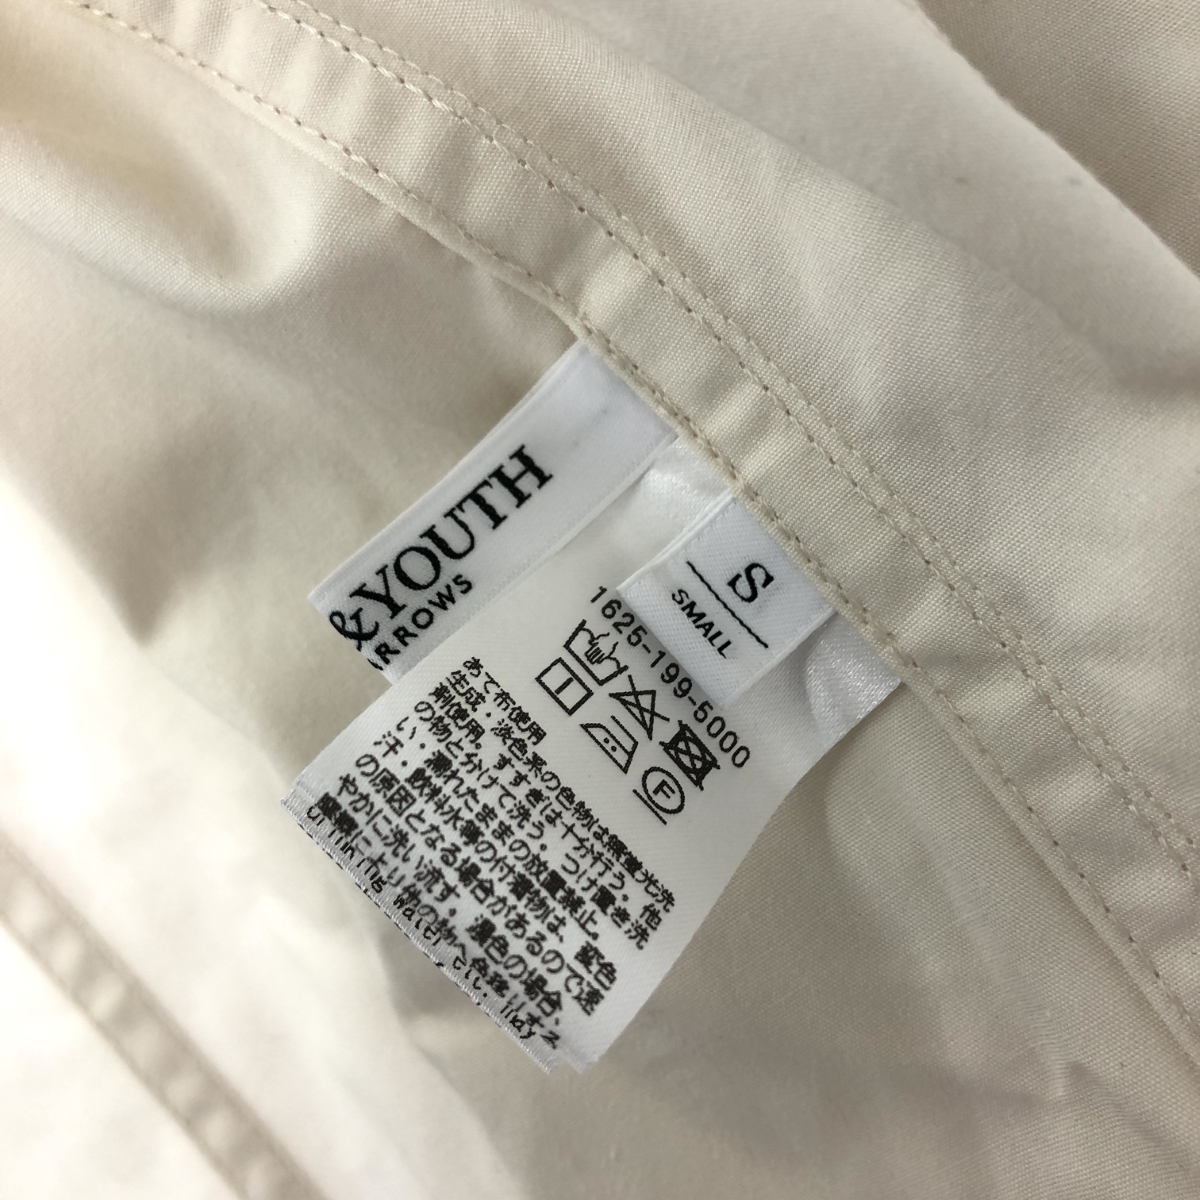 &YOUTH
ARROWS
S
SMALL
1625-199-5000
F
あて布使用
生成・淡色系の色物は無蛍光洗
剤使用。すすぎは十分行う。他
の物と分けて洗う。つけ置き洗
い・濡れたままの放置禁止。
汗・飲料水等の付着物は、変色
の原因となる場合があるので速
やかに洗い流す。濃色の場合、
摩擦により他の物へ色移りする
water etc. may